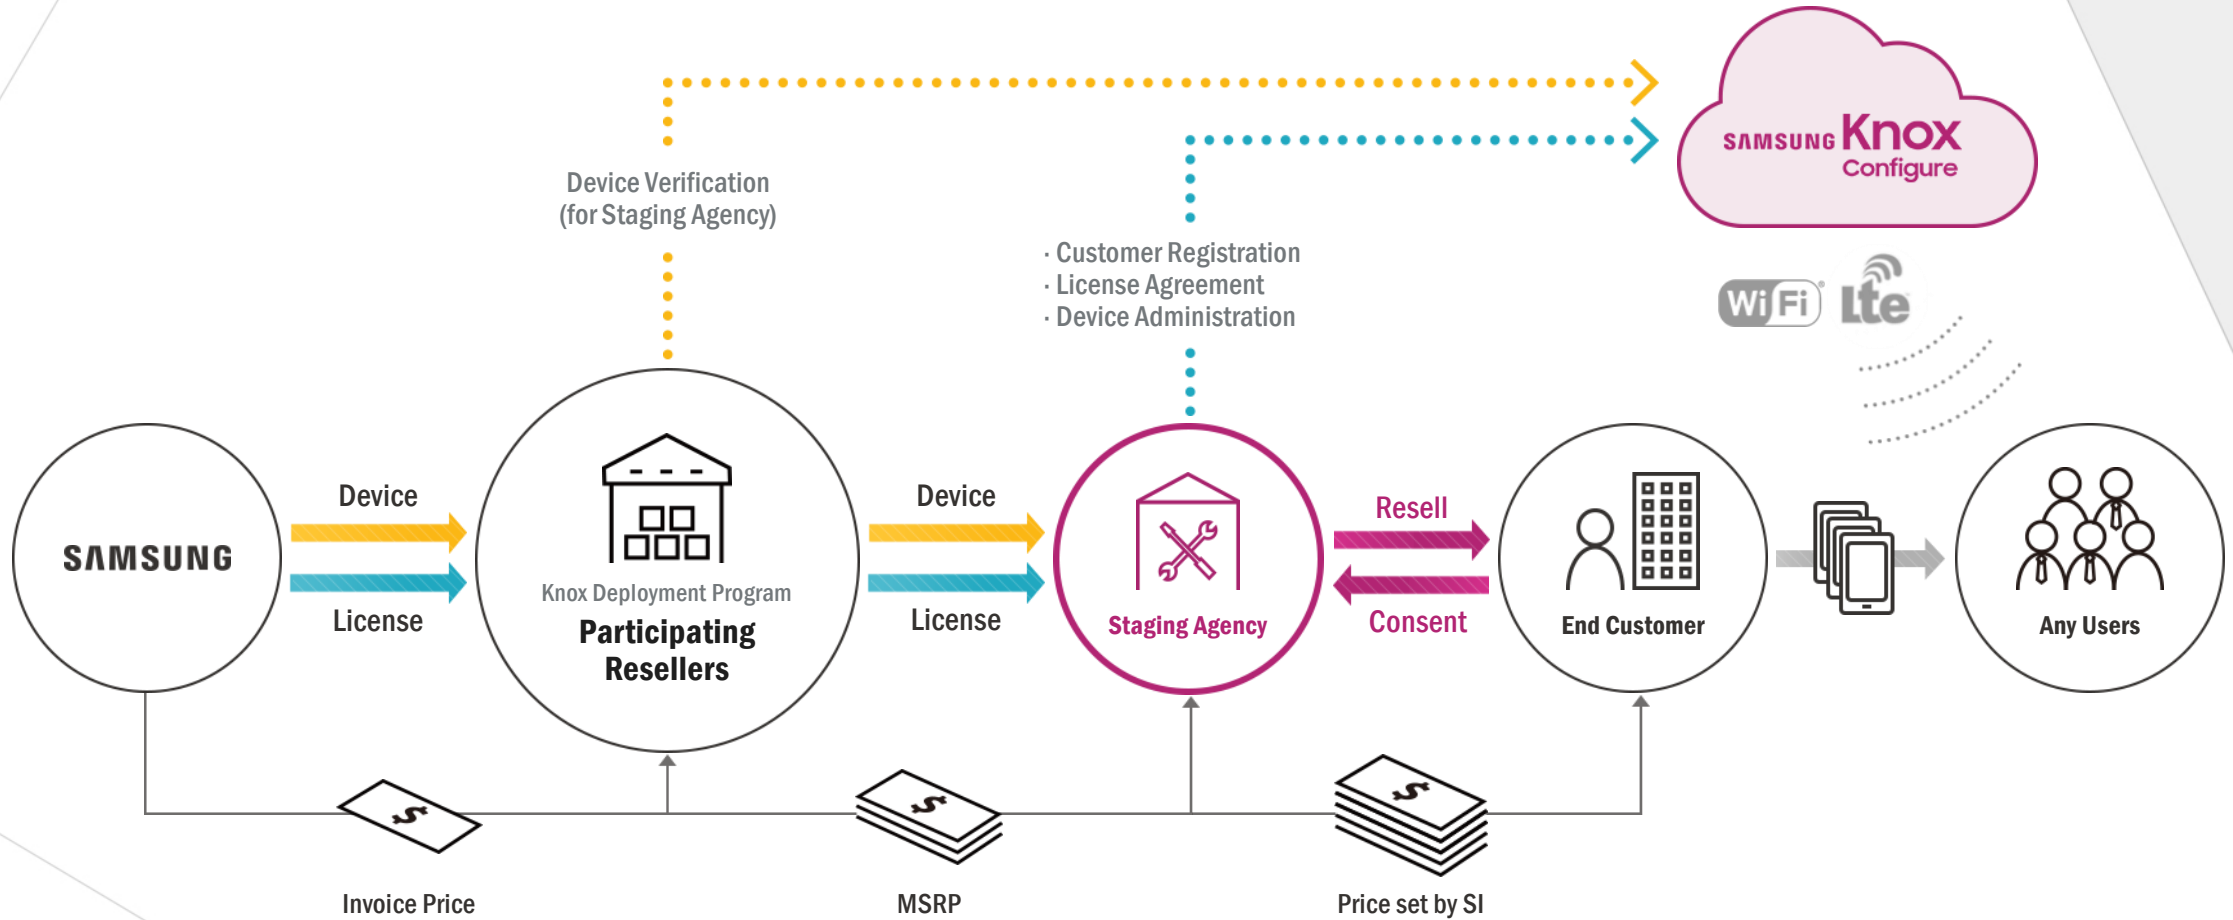 SAMSUNG Knox
Configure
Device Verification
(for Staging Agency)
· Customer Registration
· License Agreement
· Device Administration
WiFi
Lte
SAMSUNG
Device
License
Knox Deployment Program
Participating
Resellers
Device
License
Staging Agency
Resell
Consent
End Customer
Any Users
$
$
$
Invoice Price
MSRP
Price set by SI